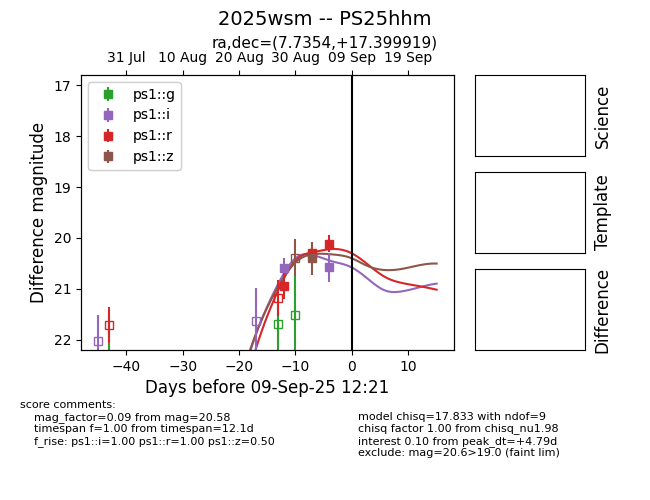 2025wsm -- PS25hhm
ra,dec=(7.7354,+17.399919)
31 Jul 10 Aug 20 Aug 30 Aug 09 Sep 19 Sep
ps1::g
ps1::i
ps1::r
ps1::z
17
18
19
20
21
22
Difference magnitude
−40 −30 −20 −10 0 10
Days before 09-Sep-25 12:21
Science
Template
Difference
score comments:
mag_factor=0.09 from mag=20.58
timespan f=1.00 from timespan=12.1d
f_rise: ps1::i=1.00 ps1::r=1.00 ps1::z=0.50
model chisq=17.833 with ndof=9
chisq factor 1.00 from chisq_nu1.98
interest 0.10 from peak_dt=+4.79d
exclude: mag=20.6>19.0 (faint lim)